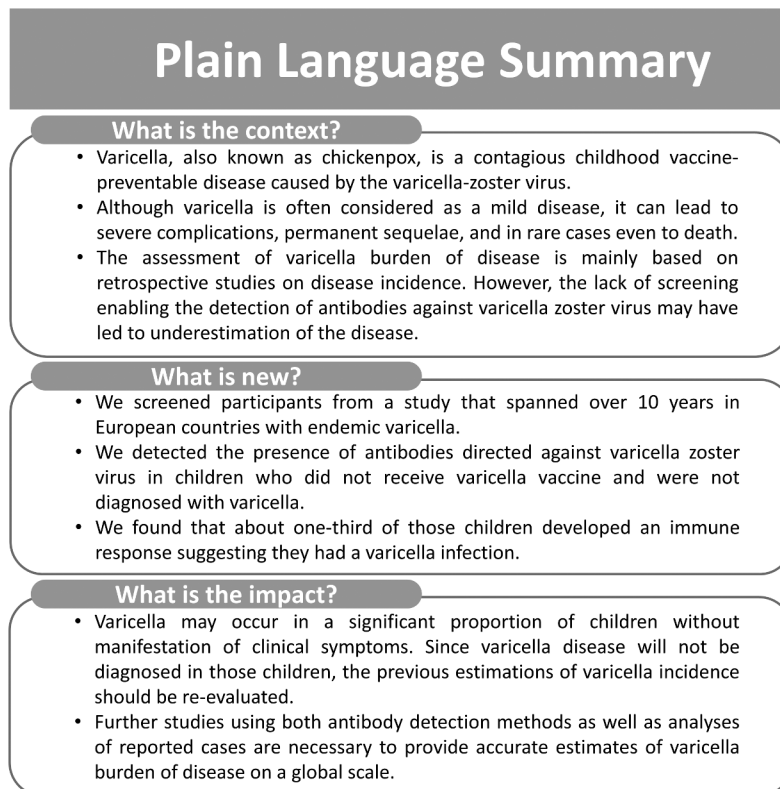 Plain Language Summary
What is the context?
• Varicella, also known as chickenpox, is a contagious childhood vaccine-
preventable disease caused by the varicella-zoster virus.
• Although varicella is often considered as a mild disease, it can lead to
severe complications, permanent sequelae, and in rare cases even to death.
• The assessment of varicella burden of disease is mainly based on
retrospective studies on disease incidence. However, the lack of screening
enabling the detection of antibodies against varicella zoster virus may have
led to underestimation of the disease.
What is new?
• We screened participants from a study that spanned over 10 years in
European countries with endemic varicella.
• We detected the presence of antibodies directed against varicella zoster
virus in children who did not receive varicella vaccine and were not
diagnosed with varicella.
• We found that about one-third of those children developed an immune
response suggesting they had a varicella infection.
What is the impact?
• Varicella may occur in a significant proportion of children without
manifestation of clinical symptoms. Since varicella disease will not be
diagnosed in those children, the previous estimations of varicella incidence
should be re-evaluated.
• Further studies using both antibody detection methods as well as analyses
of reported cases are necessary to provide accurate estimates of varicella
burden of disease on a global scale.